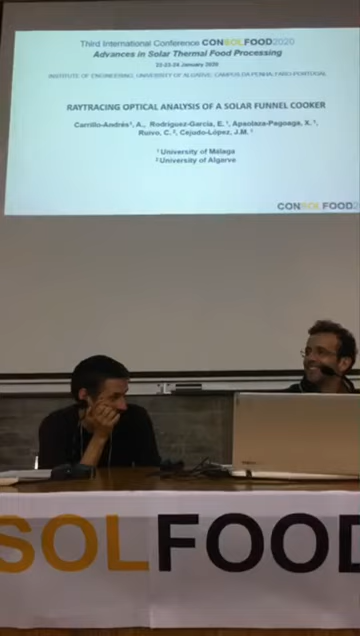 Third International Conference CONSOLFOOD2020
Advances in Solar Thermal Food Processing
22-23-24 January 2020
INSTITUTE OF ENGINEERING, UNIVERSITY OF ALGARVE, CAMPUS DA PENHA, FARO, PORTUGAL
RAYTRACING OPTICAL ANALYSIS OF A SOLAR FUNNEL COOKER
Carrillo-Andrés¹, A., Rodríguez-García, E.¹, Apaolaza-Pagoaga, X.¹,
Ruivo, C.², Cejudo-López, J.M.¹
¹ University of Malaga
² University of Algarve
CONSOLFOOD2
SOLFOOD